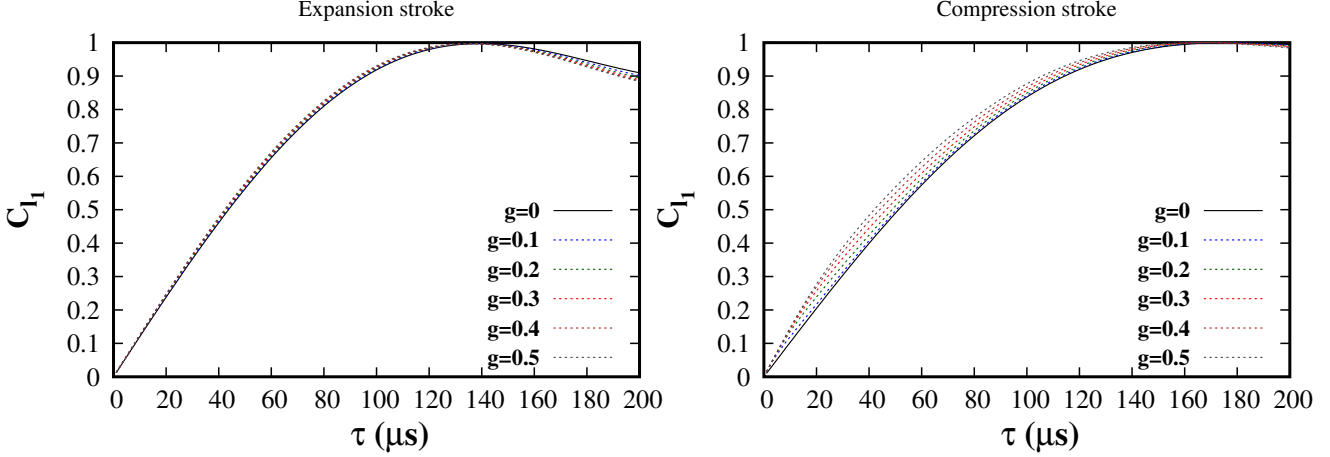 Expansion stroke
1
0.9
0.8
0.7
0.6
0.5
0.4
0.3
0.2
0.1
0
C_{l_1}
g=0
g=0.1
g=0.2
g=0.3
g=0.4
g=0.5
0 20 40 60 80 100 120 140 160 180 200
τ (μs)
Compression stroke
1
0.9
0.8
0.7
0.6
0.5
0.4
0.3
0.2
0.1
0
C_{l_1}
g=0
g=0.1
g=0.2
g=0.3
g=0.4
g=0.5
0 20 40 60 80 100 120 140 160 180 200
τ (μs)